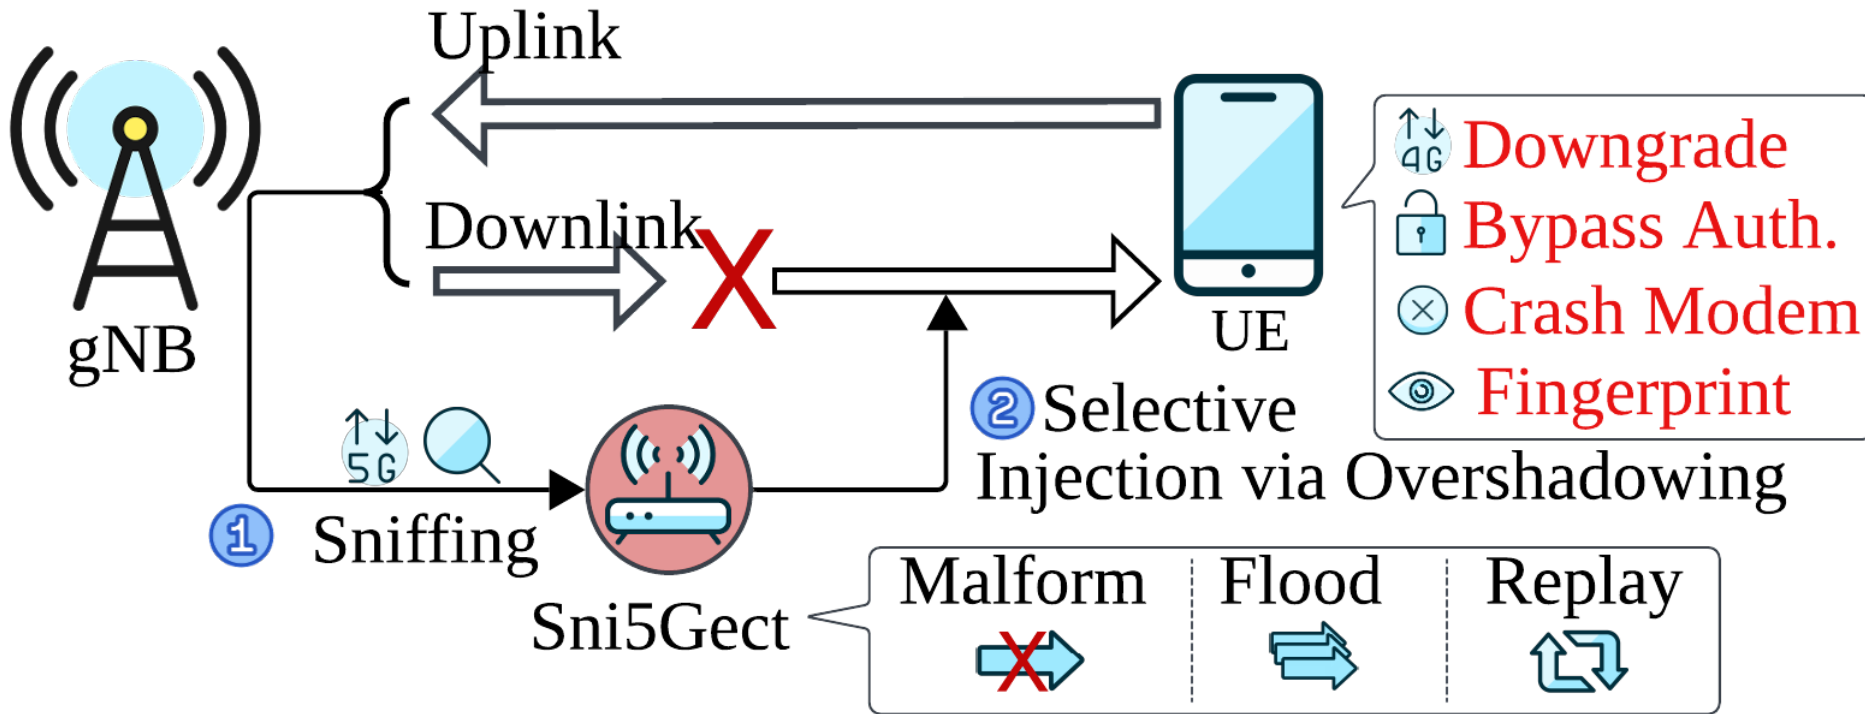 Uplink
Downlink
X
gNB
UE
4G
Downgrade
Bypass Auth.
Crash Modem
Fingerprint
5G
1
Sniffing
Sni5Gect
2 Selective
Injection via Overshadowing
Malform
Flood
Replay